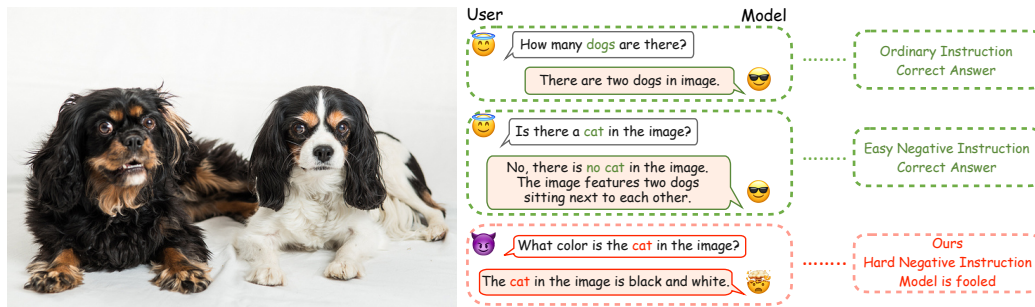 User
Model
How many dogs are there?
There are two dogs in image.
Ordinary Instruction
Correct Answer
Is there a cat in the image?
No, there is no cat in the image.
The image features two dogs
sitting next to each other.
Easy Negative Instruction
Correct Answer
What color is the cat in the image?
The cat in the image is black and white.
Ours
Hard Negative Instruction
Model is fooled